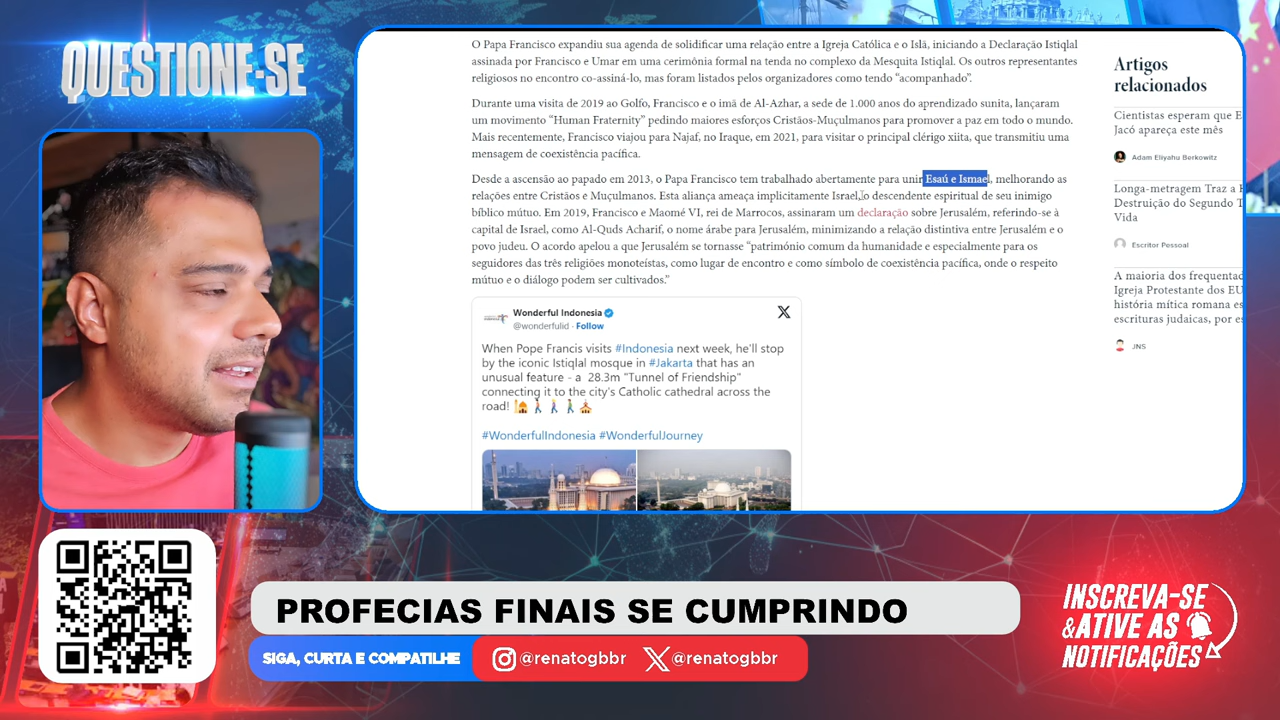 QUESTIONE-SE
O Papa Francisco expandiu sua agenda de solidificar uma relação entre a Igreja Católica e o Islã, iniciando a Declaração Istiqlal
assinada por Francisco e Umar em uma cerimônia formal na tenda no complexo da Mesquita Istiqlal. Os outros representantes
religiosos no encontro co-assiná-lo, mas foram listados pelos organizadores como tendo “acompanhado”.
Durante uma visita de 2019 ao Golfo, Francisco e o imã de Al-Azhar, a sede de 1.000 anos do aprendizado sunita, lançaram
um movimento “Human Fraternity” pedindo maiores esforços Cristãos-Muçulmanos para promover a paz em todo o mundo.
Mais recentemente, Francisco viajou para Najaf, no Iraque, em 2021, para visitar o principal clérigo xiita, que transmitiu uma
mensagem de coexistência pacífica.
Desde a ascensão ao papado em 2013, o Papa Francisco tem trabalhado abertamente para unir Esaú e Ismael, melhorando as
relações entre Cristãos e Muçulmanos. Esta aliança ameaça implicitamente Israel, o descendente espiritual de seu inimigo
bíblico mútuo. Em 2019, Francisco e Maomé VI, rei de Marrocos, assinaram um declaração sobre Jerusalém, referindo-se à
capital de Israel, como Al-Quds Acharif, o nome árabe para Jerusalém, minimizando a relação distintiva entre Jerusalém e o
povo judeu. O acordo apelou a que Jerusalém se tornasse “património comum da humanidade e especialmente para os
seguidores das três religiões monoteístas, como lugar de encontro e como símbolo de coexistência pacífica, onde o respeito
mútuo e o diálogo podem ser cultivados.”
Wonderful Indonesia
@wonderfulid · Follow
When Pope Francis visits #Indonesia next week, he'll stop
by the iconic Istiqlal mosque in #Jakarta that has an
unusual feature - a 28.3m "Tunnel of Friendship"
connecting it to the city's Catholic cathedral across the
road!
#WonderfulIndonesia #WonderfulJourney
Artigos
relacionados
Cientistas esperam que E
Jacó apareça este mês
Adam Eliyahu Berkowitz
Longa-metragem Traz a
Destruição do Segundo T
Vida
Escritor Pessoal
A maioria dos frequentad
Igreja Protestante dos EU
história mítica romana es
escrituras judaicas, por es
JNS
PROFECIAS FINAIS SE CUMPRINDO
SIGA, CURTA E COMPATILHE
@renatogbbr
@renatogbbr
INSCREVA-SE
&ATIVE AS
NOTIFICAÇÕES